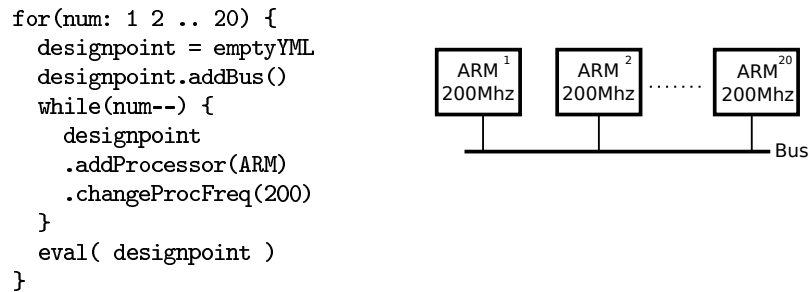 for(num: 1 2 .. 20) {
  designpoint = emptyYML
  designpoint.addBus()
  while(num--) {
    designpoint
    .addProcessor(ARM)
    .changeProcFreq(200)
  }
  eval( designpoint )
}
ARM 1
200Mhz
ARM 2
200Mhz
.......
ARM 20
200Mhz
Bus